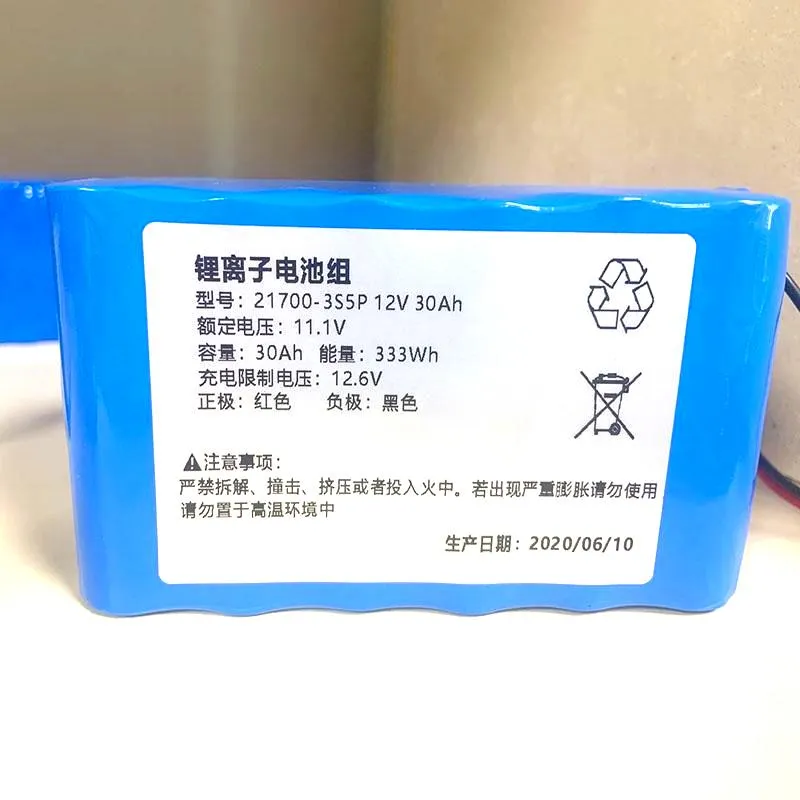 锂离子电池组
型号：21700-3S5P 12V 30Ah
额定电压：11.1V
容量：30Ah 能量：333Wh
充电限制电压：12.6V
正极：红色 负极：黑色
注意事项：
严禁拆解、撞击、挤压或者投入火中。若出现严重膨胀请勿使用
请勿置于高温环境中
生产日期：2020/06/10